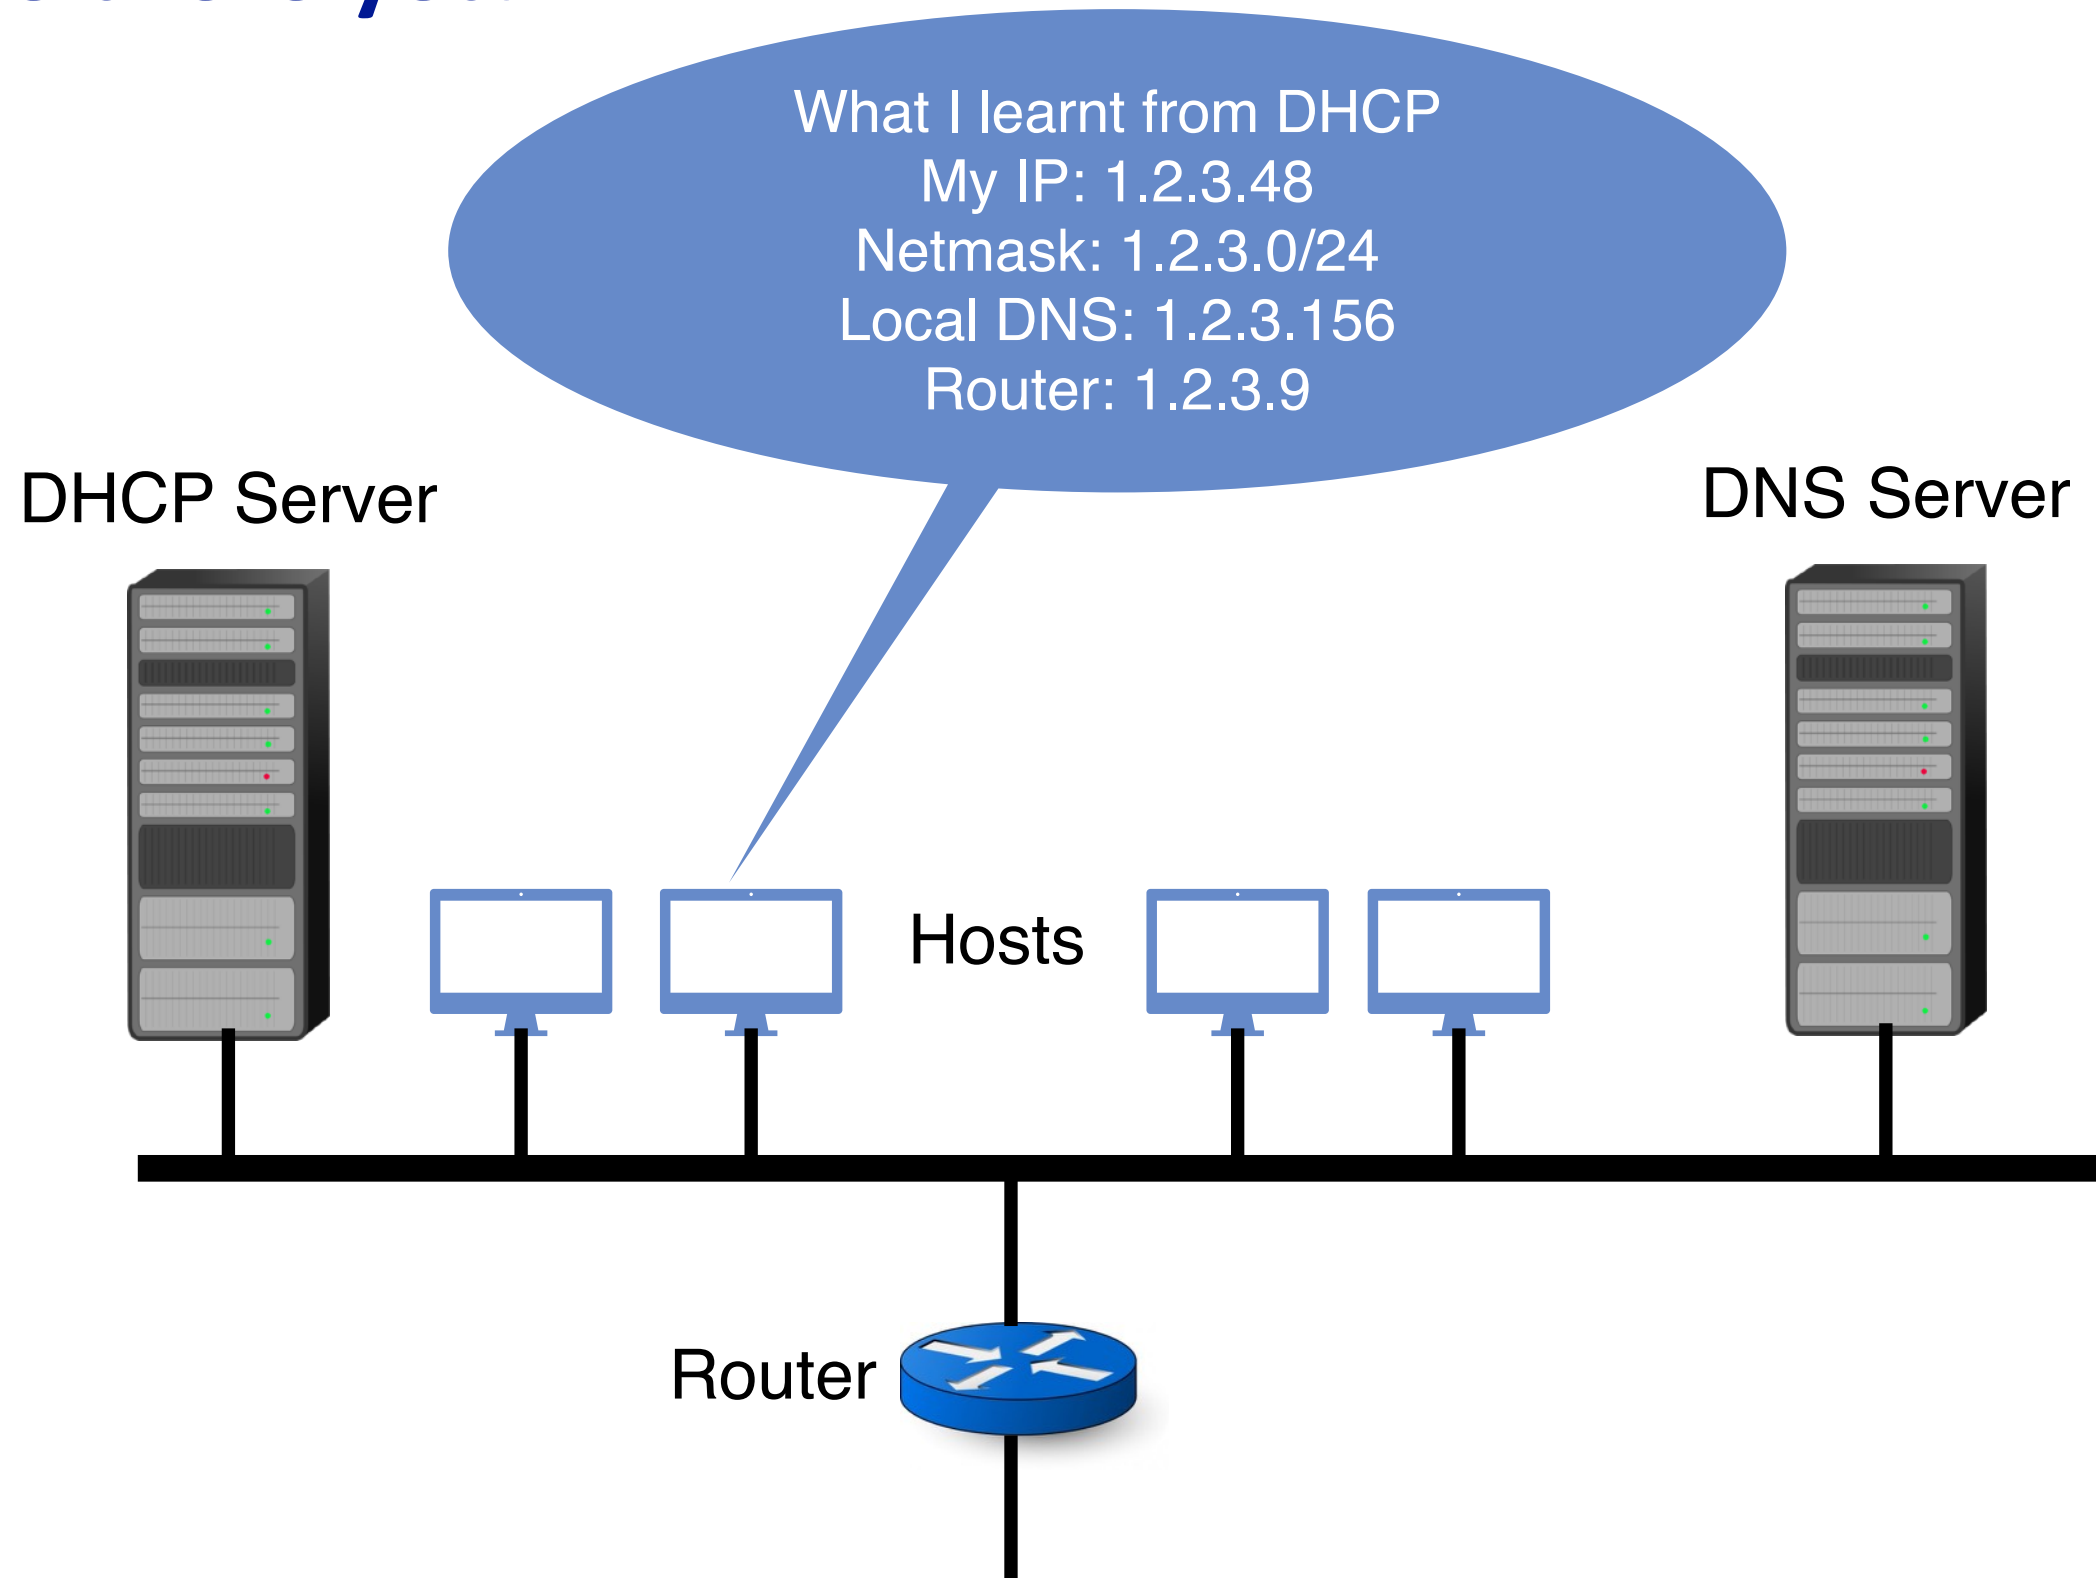 What I learnt from DHCP
My IP: 1.2.3.48
Netmask: 1.2.3.0/24
Local DNS: 1.2.3.156
Router: 1.2.3.9
DHCP Server
DNS Server
Hosts
Router